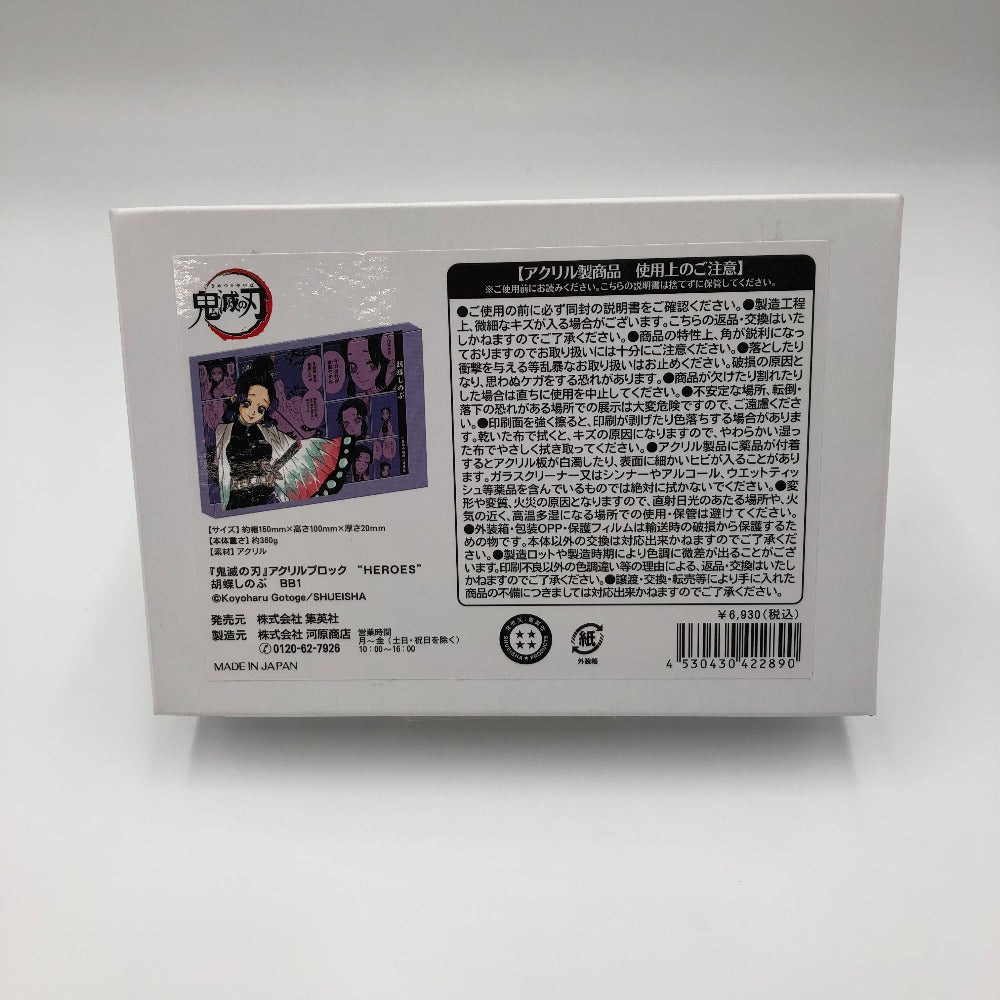 鬼滅の刃
胡蝶しのぶ
【サイズ】約幅150mm×高さ100mm×厚さ20mm
【本体重さ】約360g
【素材】アクリル
『鬼滅の刃』アクリルブロック “HEROES”
胡蝶しのぶ BB1
©Koyoharu Gotoge/SHUEISHA
発売元 株式会社 集英社
製造元 株式会社 河原商店
0120-62-7926
営業時間
月～金（土日・祝日を除く）
10：00～16：00
MADE IN JAPAN
【アクリル製商品 使用上のご注意】
※ご使用前にお読みください。こちらの説明書は捨てずに保管してください。
●ご使用の前に必ず同封の説明書をご確認ください。●製造工程
上、微細なキズが入る場合がございます。こちらの返品・交換はいた
しかねますのでご了承ください。●商品の特性上、角が鋭利になっ
ておりますのでお取り扱いには十分にご注意ください。●落としたり
衝撃を与える等乱暴なお取り扱いはお止めください。破損の原因と
なり、思わぬケガをする恐れがあります。●商品が欠けたり割れたり
した場合は直ちに使用を中止してください。●不安定な場所、転倒・
落下の恐れがある場所での展示は大変危険ですので、ご遠慮くださ
い。●印刷面を強く擦ると、印刷が剥げたり色落ちする場合がありま
す。乾いた布で拭くと、キズの原因になりますので、やわらかい湿っ
た布でやさしく拭き取ってください。●アクリル製品に薬品が付着
するとアクリル板が白濁したり、表面に細かいヒビが入ることがあり
ます。ガラスクリーナー又はシンナーやアルコール、ウエットティッ
シュ等薬品を含んでいるものでは絶対に拭かないでください。●変
形や変質、火災の原因となりますので、直射日光のあたる場所や、火
気の近く、高温多湿になる場所での使用・保管は避けてください。
●外装箱・包装OPP・保護フィルムは輸送時の破損から保護するた
めの物です。本体以外の交換は対応出来かねますのでご了承くださ
い。●製造ロットや製造時期により色調に微差が出ることがござ
います。印刷不良以外の色調違い等の理由による、返品・交換はいたし
かねますのでご了承ください。●譲渡・交換・転売等により手に入れた
商品の不備につきましては対応出来かねますのでご了承ください。
￥6,930（税込）
SHUEISHA PRODUCTS
紙
外装箱
4 530430 422890